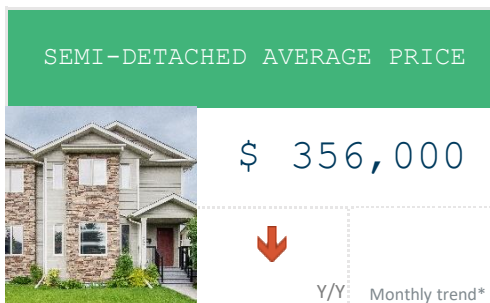 SEMI-DETACHED AVERAGE PRICE
$ 356,000
Y/Y
Monthly trend*